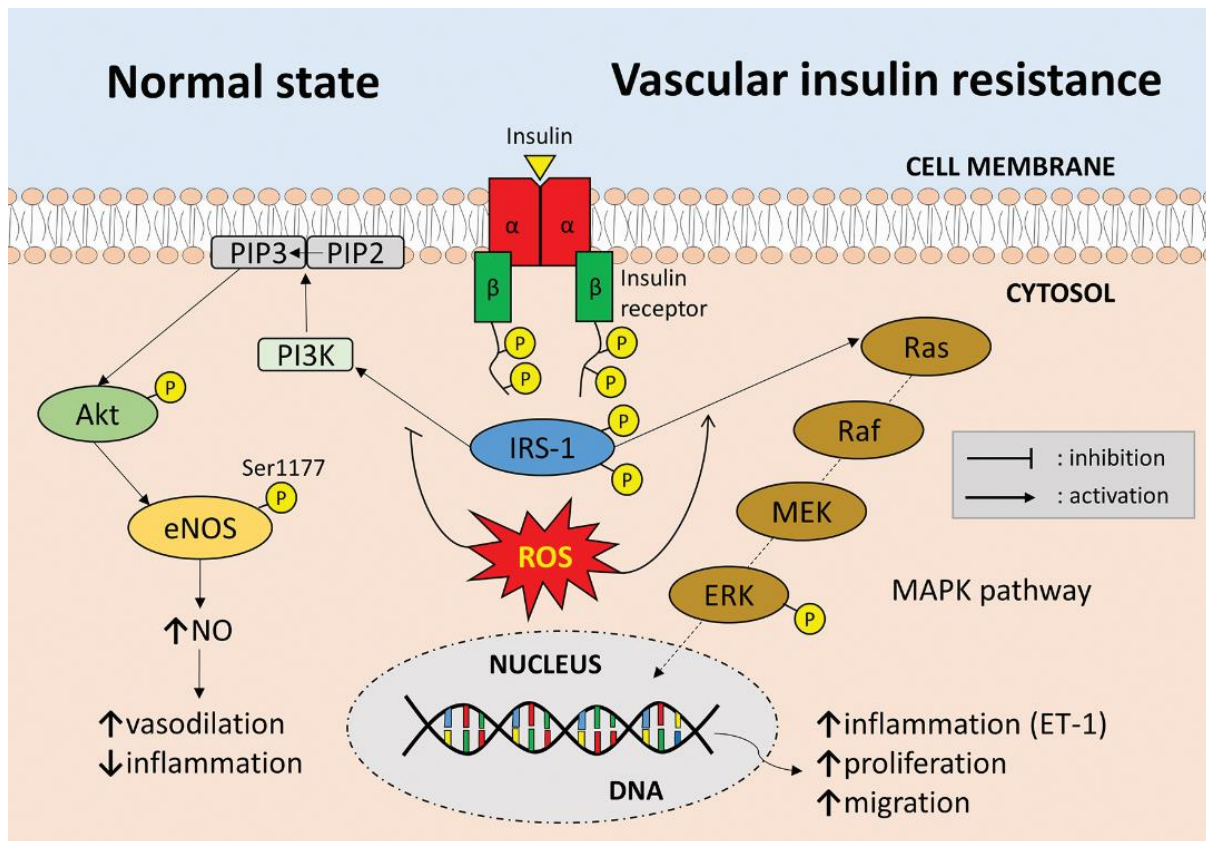 Normal state
Vascular insulin resistance
Insulin
CELL MEMBRANE
α α
PIP3 PIP2
β β
Insulin
receptor
CYTOSOL
P P
P P
PI3K
Ras
Akt
P
IRS-1
P
P
Raf
: inhibition
: activation
Ser1177
P
eNOS
MEK
ROS
ERK
P
MAPK pathway
↑NO
NUCLEUS
↑vasodilation
↓inflammation
DNA
↑inflammation (ET-1)
↑proliferation
↑migration